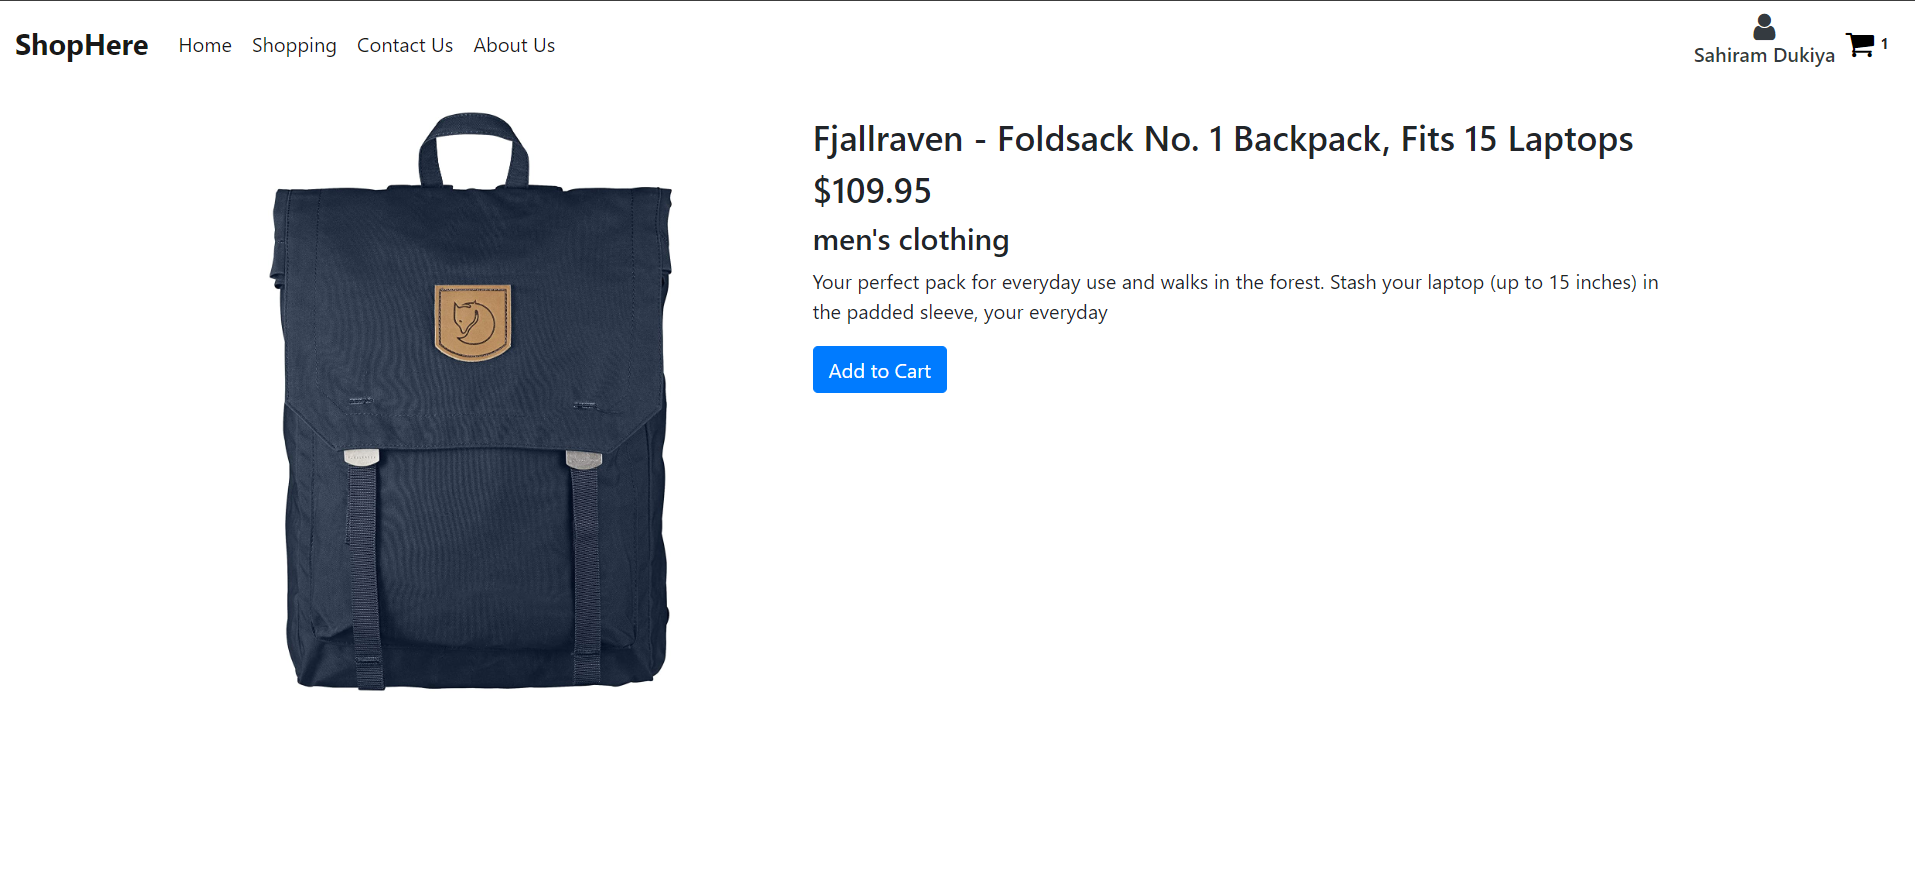 ShopHere Home Shopping Contact Us About Us
Sahiram Dukiya 1
Fjallraven - Foldsack No. 1 Backpack, Fits 15 Laptops
$109.95
men's clothing
Your perfect pack for everyday use and walks in the forest. Stash your laptop (up to 15 inches) in
the padded sleeve, your everyday
Add to Cart